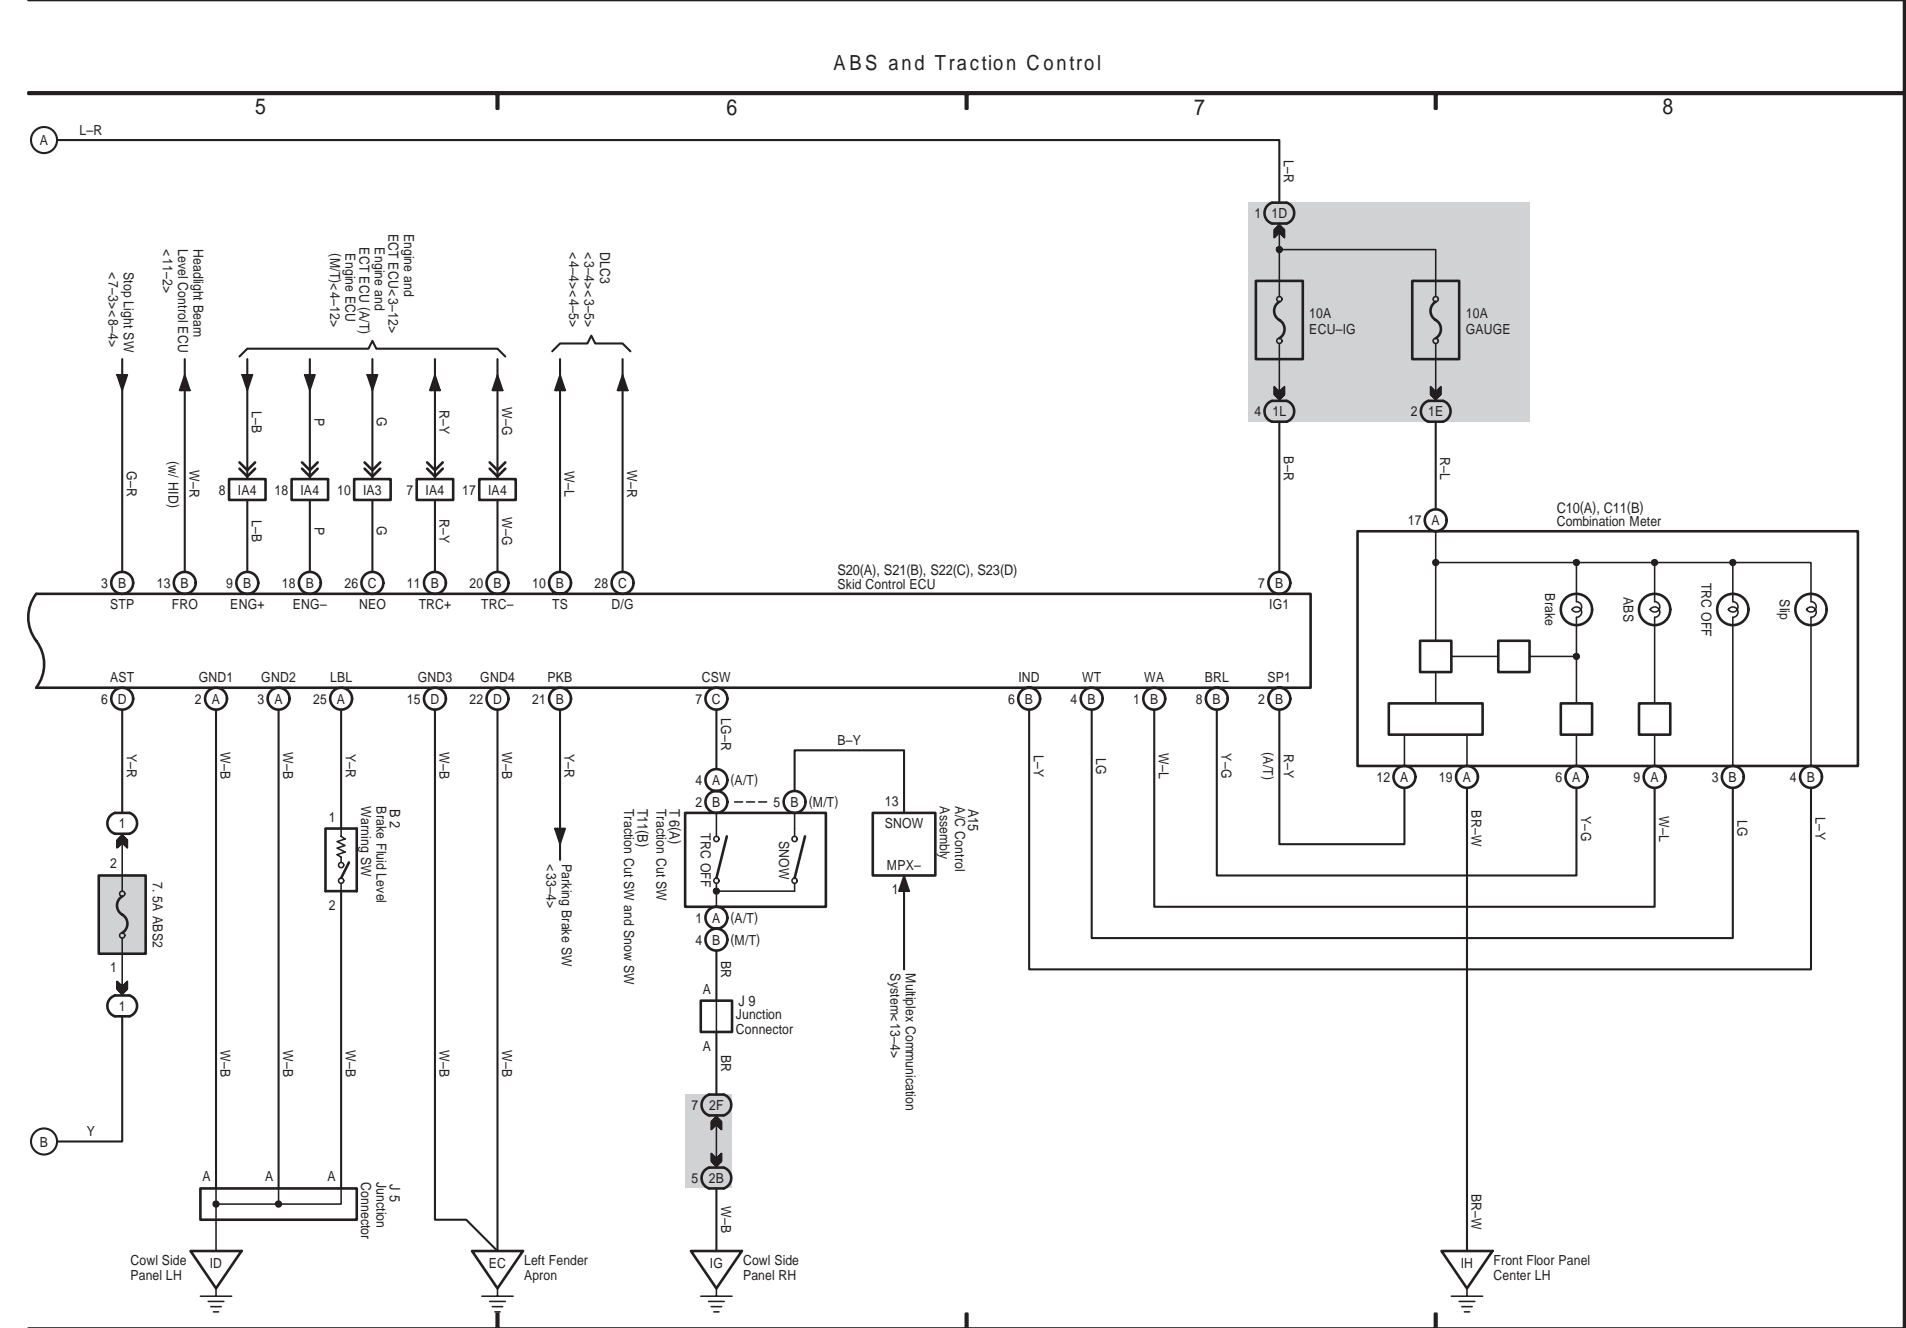 ABS and Traction Control
5
6
7
8
A
L–R
L–R
1
1D
10A
ECU–IG
10A
GAUGE
4
1L
2
1E
B–R
R–L
Stop Light SW
<7–3><8–4>
Headlight Beam
Level Control ECU
<11–2>
Engine and
ECT ECU<3–12>
Engine and
ECT ECU (A/T)
Engine ECU
(M/T)<4–12>
DLC3
<3–4><3–5>
<4–4><4–5>
G–R
W–R
(w/ HID)
L–B
P
G
R–Y
W–G
W–L
W–R
8
IA4
18
IA4
10
IA3
7
IA4
17
IA4
L–B
P
G
R–Y
W–G
3
B
13
B
9
B
18
B
26
C
11
B
20
B
10
B
28
C
7
B
STP
FRO
ENG+
ENG–
NEO
TRC+
TRC–
TS
D/G
IG1
S20(A), S21(B), S22(C), S23(D)
Skid Control ECU
17
A
C10(A), C11(B)
Combination Meter
Brake
ABS
TRC OFF
Slip
AST
GND1
GND2
LBL
GND3
GND4
PKB
CSW
IND
WT
WA
BRL
SP1
6
D
2
A
3
A
25
A
15
D
22
D
21
B
7
C
6
B
4
B
1
B
8
B
2
B
12
A
19
A
6
A
9
A
3
B
4
B
Y–R
W–B
W–B
Y–R
W–B
W–B
Y–R
LG–R
B–Y
L–Y
LG
W–L
Y–G
R–Y
(A/T)
BR–W
Y–G
W–L
LG
L–Y
1
2
7. 5A ABS2
1
1
1
B 2
Brake Fluid Level
Warning SW
2
Parking Brake SW
<33–4>
4
A
(A/T)
2
B
5
B
(M/T)
TRC OFF
SNOW
T 6(A)
Traction Cut SW
T11(B)
Traction Cut SW and Snow SW
1
A
(A/T)
4
B
(M/T)
13
SNOW
MPX–
1
A15
A/C Control
Assembly
Multiplex Communication
System<13–4>
BR
A
J 9
Junction
Connector
A
BR
7
2F
5
2B
W–B
W–B
W–B
W–B
W–B
W–B
B
Y
A
A
A
J 5
Junction
Connector
BR–W
Cowl Side
Panel LH
ID
EC
Left Fender
Apron
IG
Cowl Side
Panel RH
IH
Front Floor Panel
Center LH